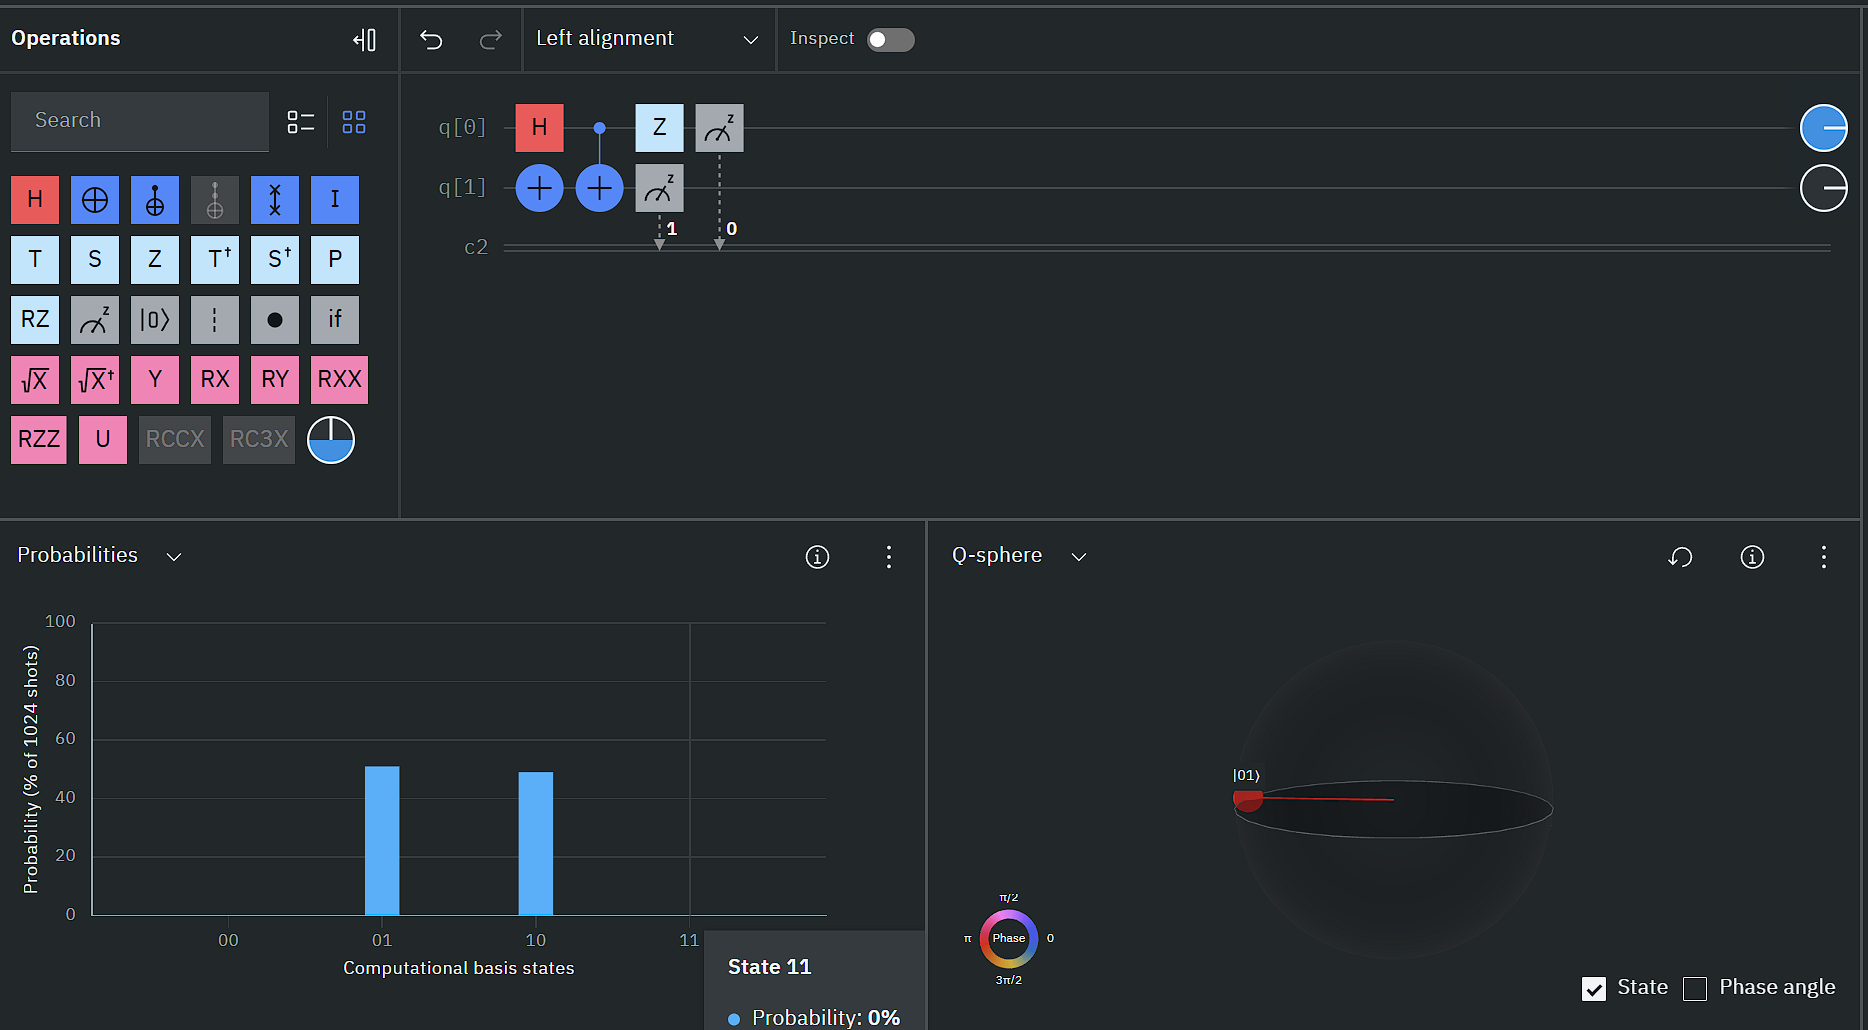 Operations
Left alignment
Inspect
Search
H I
T S Z T† S† P
RZ z |0⟩ if
√X √X† Y RX RY RXX
RZZ U RCCX RC3X
q[0] H Z z
q[1] + + z
1 0
c2
Probabilities
Probability (% of 1024 shots)
100
80
60
40
20
0
00 01 10 11
Computational basis states
State 11
Probability: 0%
Q-sphere
|01⟩
π/2
π Phase 0
3π/2
State Phase angle